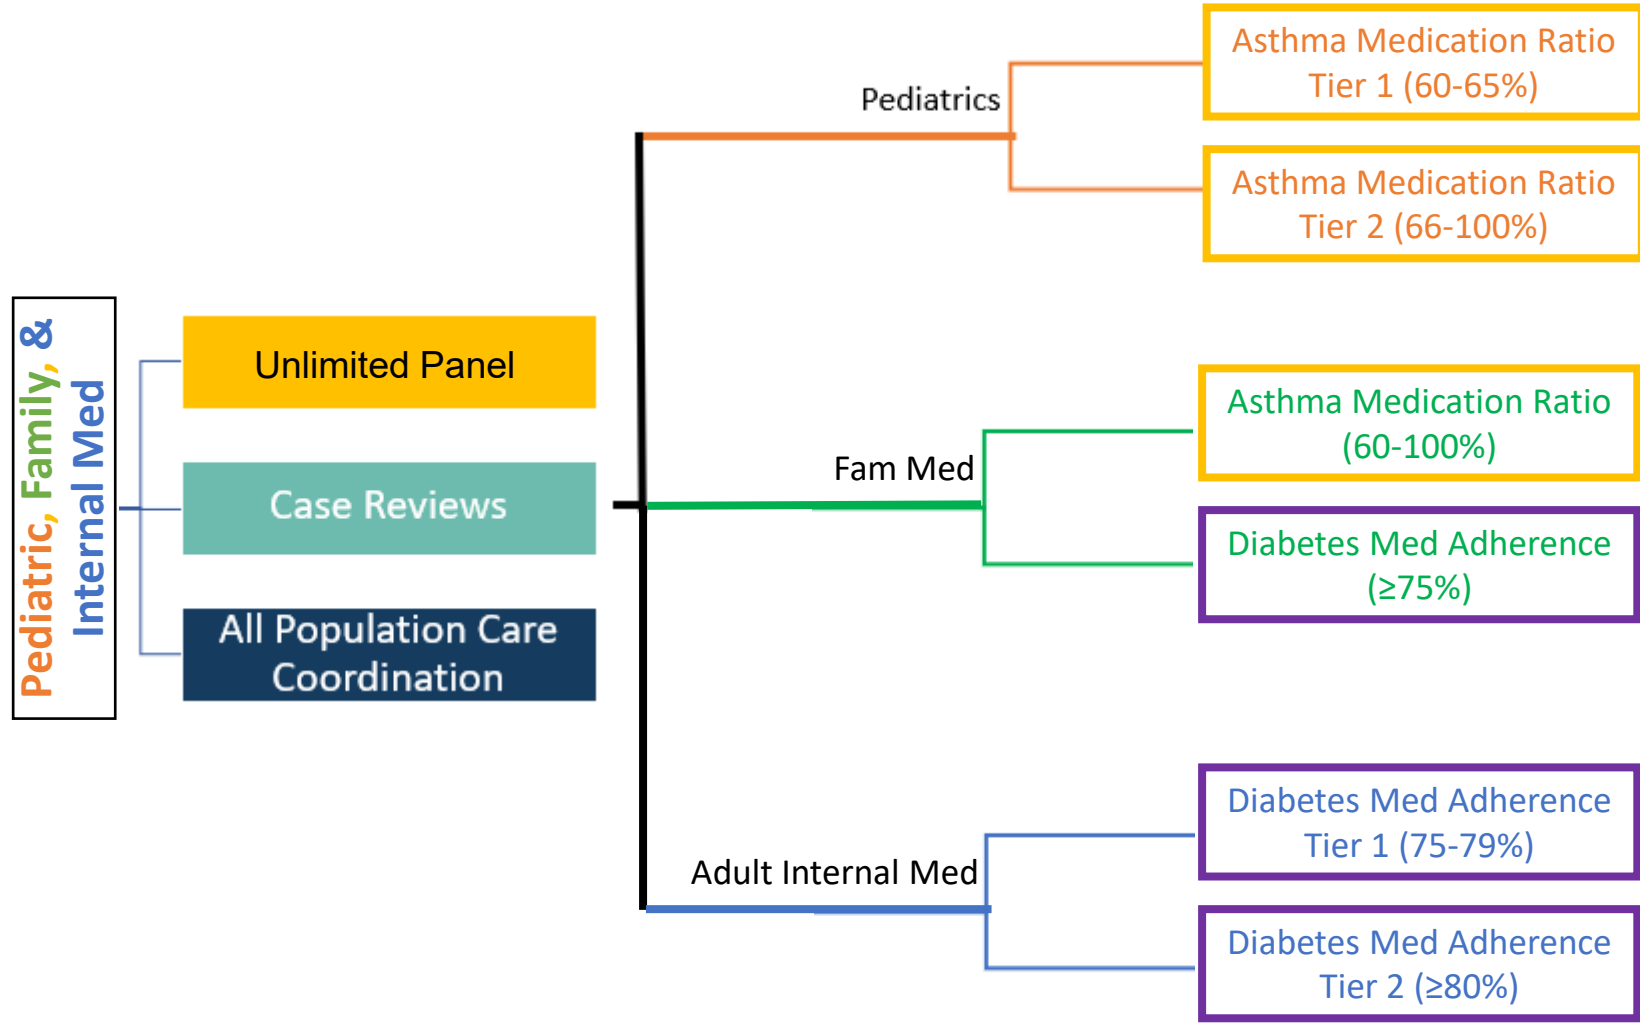 Pediatric, Family, &
Internal Med
Unlimited Panel
Case Reviews
All Population Care
Coordination
Pediatrics
Asthma Medication Ratio
Tier 1 (60-65%)
Asthma Medication Ratio
Tier 2 (66-100%)
Fam Med
Asthma Medication Ratio
(60-100%)
Diabetes Med Adherence
(≥75%)
Adult Internal Med
Diabetes Med Adherence
Tier 1 (75-79%)
Diabetes Med Adherence
Tier 2 (≥80%)